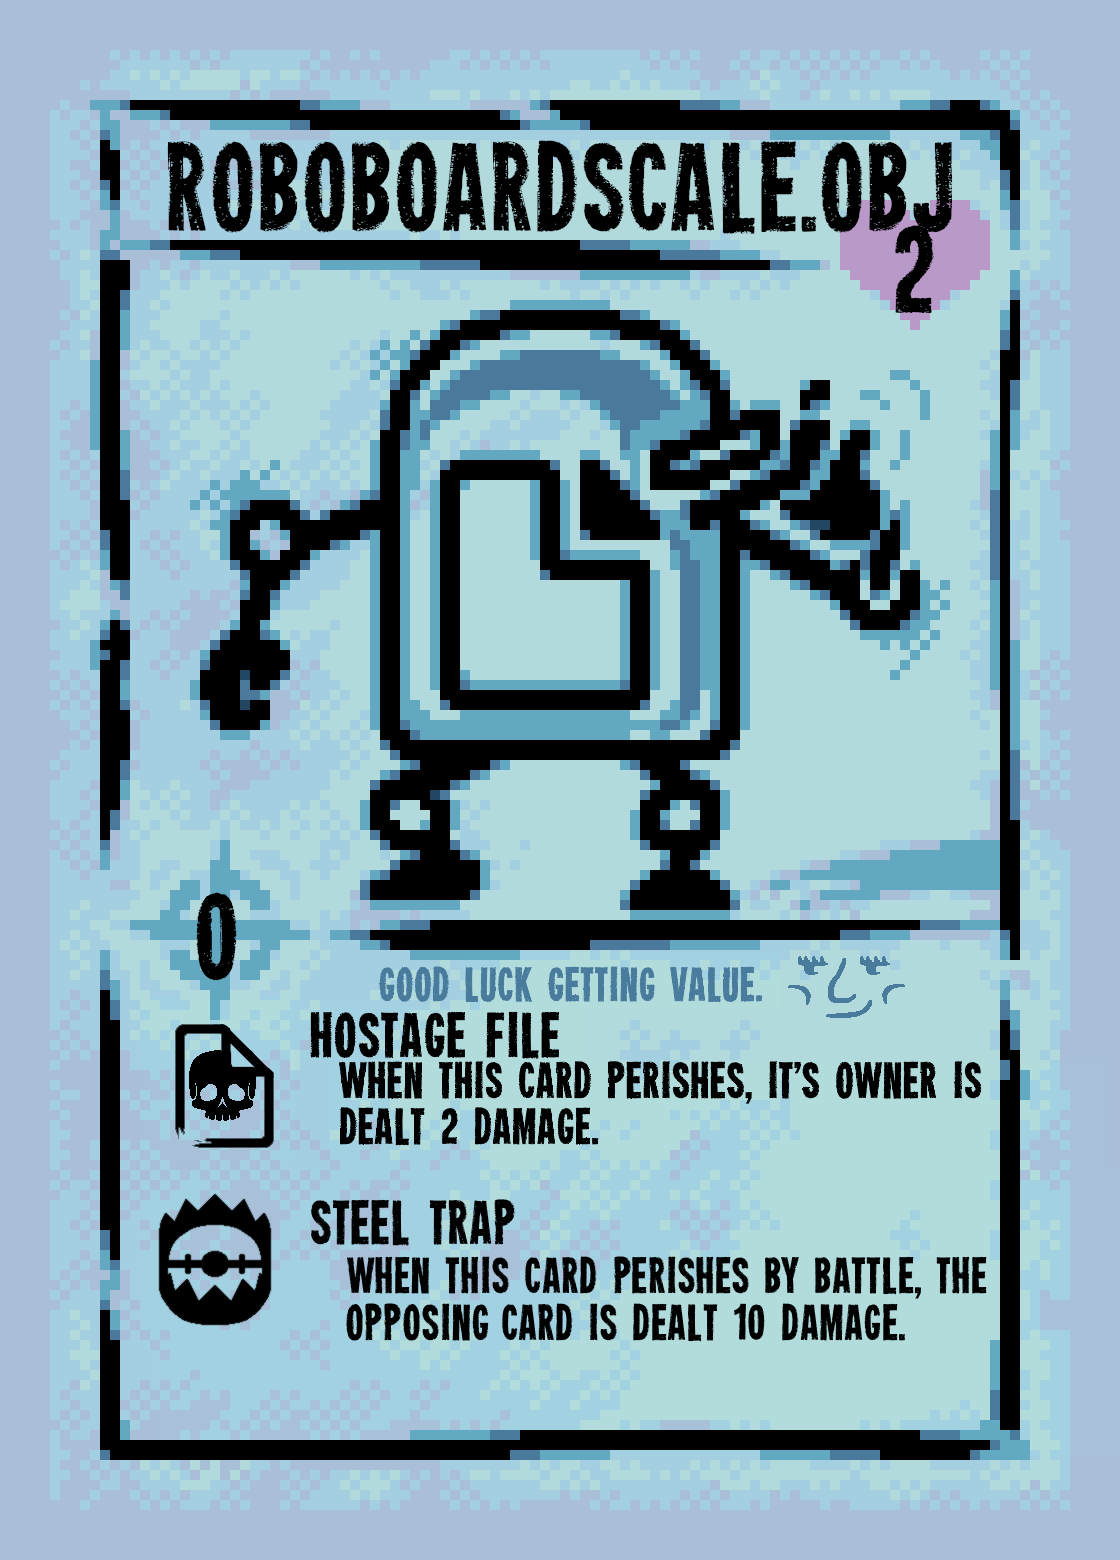 ROBOBOARDSCALE.OBJ
2
0
GOOD LUCK GETTING VALUE.
HOSTAGE FILE
WHEN THIS CARD PERISHES, IT'S OWNER IS
DEALT 2 DAMAGE.
STEEL TRAP
WHEN THIS CARD PERISHES BY BATTLE, THE
OPPOSING CARD IS DEALT 10 DAMAGE.